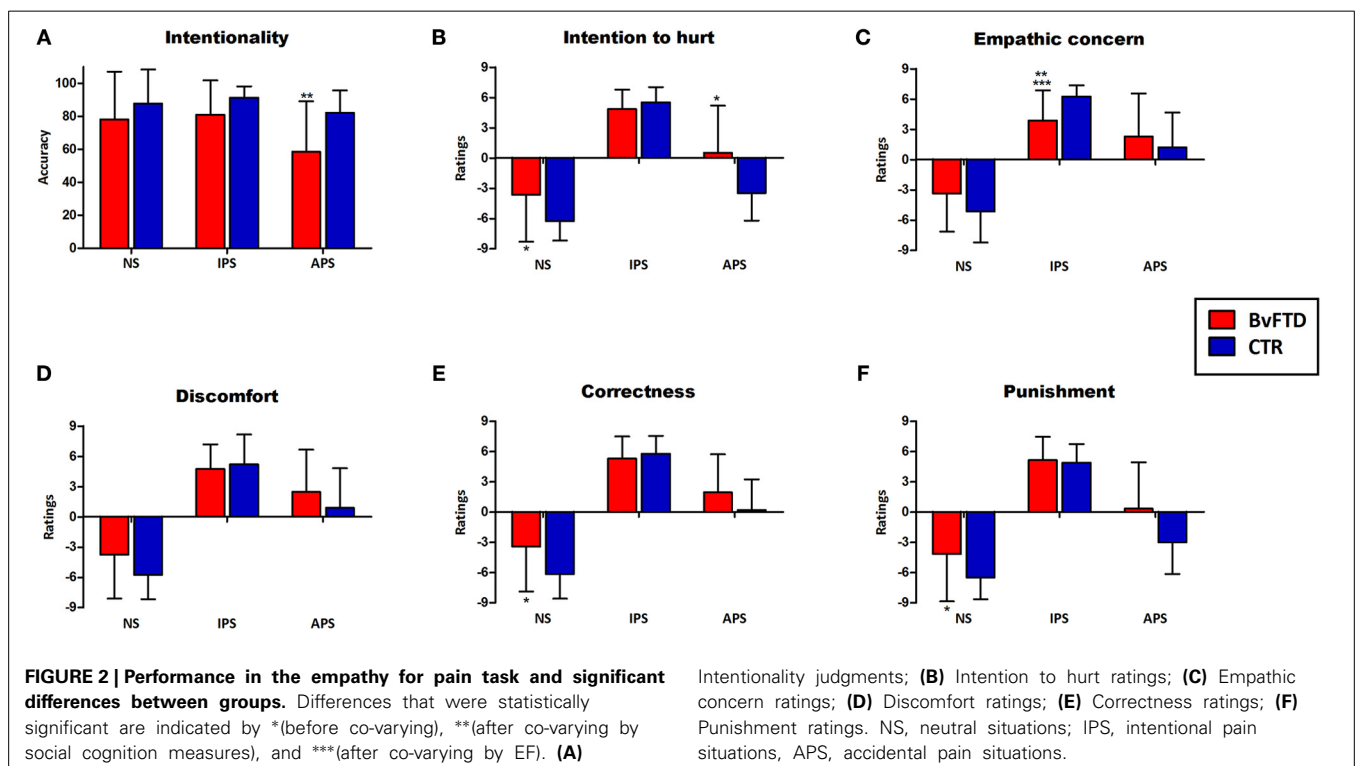 A
Intentionality
Accuracy
100
80
60
40
20
0
**
NS
IPS
APS
B
Intention to hurt
Ratings
9
6
3
0
-3
-6
-9
*
*
NS
IPS
APS
C
Empathic concern
Ratings
9
6
3
0
-3
-6
-9
**
***
NS
IPS
APS
BvFTD
CTR
D
Discomfort
Ratings
9
6
3
0
-3
-6
-9
NS
IPS
APS
E
Correctness
Ratings
9
6
3
0
-3
-6
-9
*
NS
IPS
APS
F
Punishment
Ratings
9
6
3
0
-3
-6
-9
*
NS
IPS
APS
FIGURE 2 | Performance in the empathy for pain task and significant
differences between groups. Differences that were statistically
significant are indicated by *(before co-varying), **(after co-varying by
social cognition measures), and ***(after co-varying by EF). (A)
Intentionality judgments; (B) Intention to hurt ratings; (C) Empathic
concern ratings; (D) Discomfort ratings; (E) Correctness ratings; (F)
Punishment ratings. NS, neutral situations; IPS, intentional pain
situations, APS, accidental pain situations.